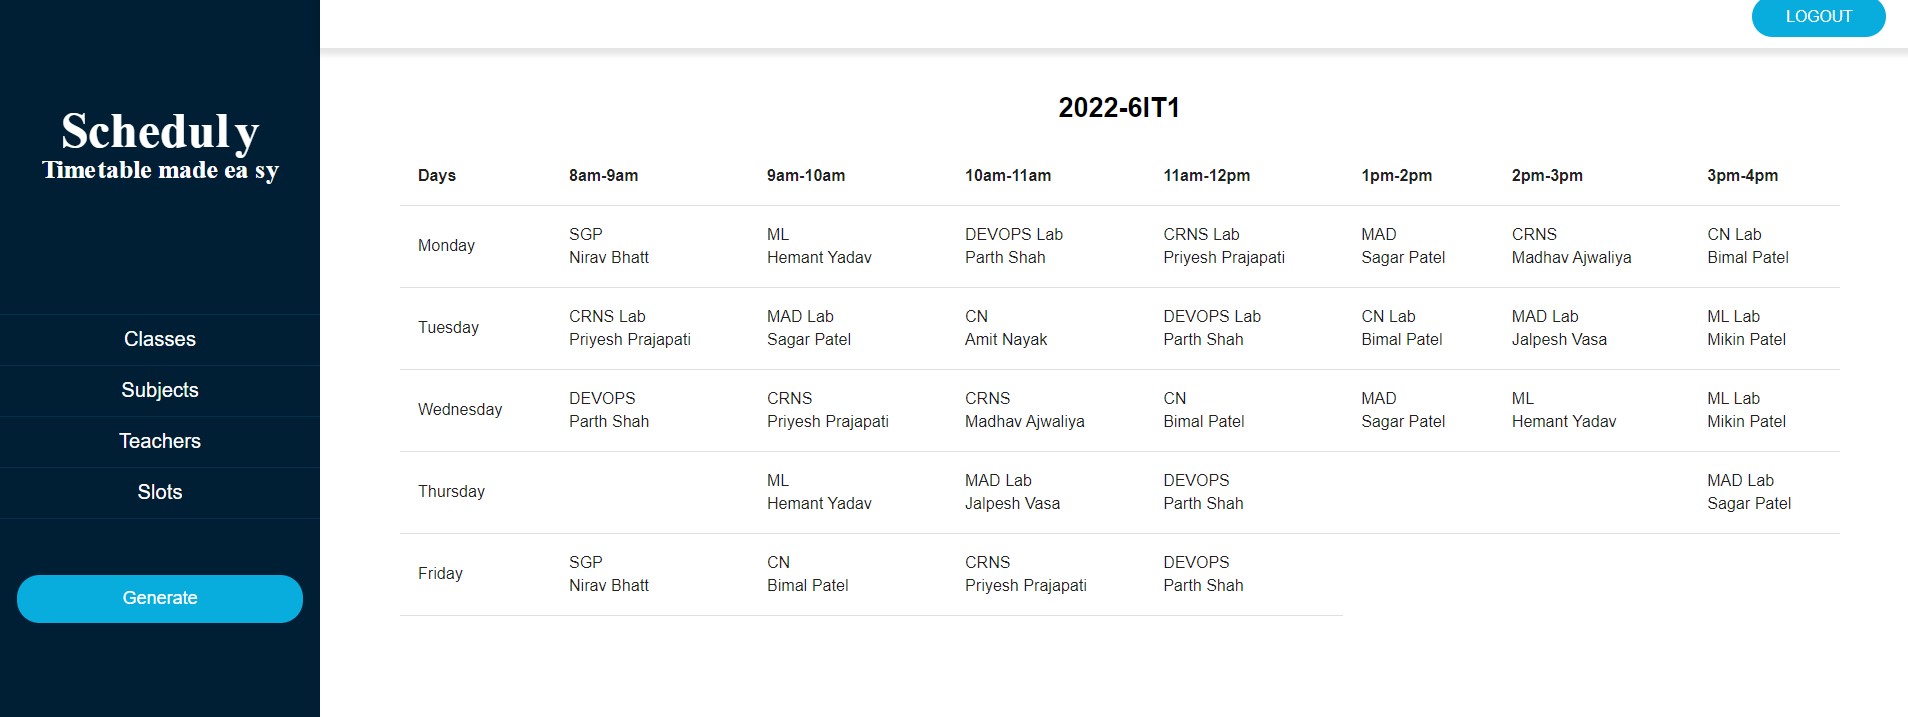 LOGOUT
Scheduly
Timetable made ea sy
Classes
Subjects
Teachers
Slots
Generate
2022-6IT1
Days 8am-9am 9am-10am 10am-11am 11am-12pm 1pm-2pm 2pm-3pm 3pm-4pm
Monday
SGP ML DEVOPS Lab CRNS Lab MAD CRNS CN Lab
Nirav Bhatt Hemant Yadav Parth Shah Priyesh Prajapati Sagar Patel Madhav Ajwaliya Bimal Patel
Tuesday
CRNS Lab MAD Lab CN DEVOPS Lab CN Lab MAD Lab ML Lab
Priyesh Prajapati Sagar Patel Amit Nayak Parth Shah Bimal Patel Jalpesh Vasa Mikin Patel
Wednesday
DEVOPS CRNS CRNS CN MAD ML ML Lab
Parth Shah Priyesh Prajapati Madhav Ajwaliya Bimal Patel Sagar Patel Hemant Yadav Mikin Patel
Thursday
ML MAD Lab DEVOPS MAD Lab
Hemant Yadav Jalpesh Vasa Parth Shah Sagar Patel
Friday
SGP CN CRNS DEVOPS
Nirav Bhatt Bimal Patel Priyesh Prajapati Parth Shah